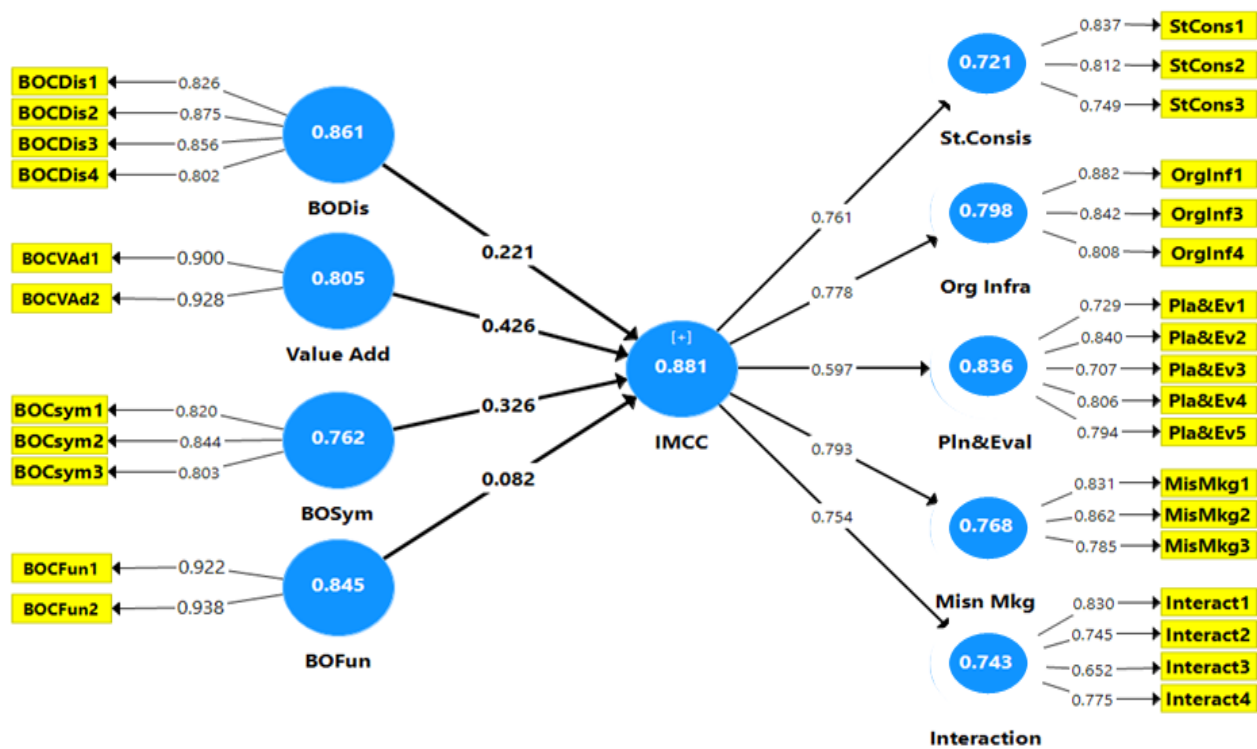 BOCDis1
0.826
BOCDis2
0.875
BOCDis3
0.856
BOCDis4
0.802
0.861
BODis
0.221
BOCVAd1
0.900
BOCVAd2
0.928
0.805
Value Add
0.426
BOCsym1
0.820
BOCsym2
0.844
BOCsym3
0.803
0.762
BOSym
0.326
BOCFun1
0.922
BOCFun2
0.938
0.845
BOFun
0.082
[+]
0.881
IMCC
0.761
0.778
0.597
0.793
0.754
0.721
St.Consis
0.837
StCons1
0.812
StCons2
0.749
StCons3
0.798
Org Infra
0.882
OrgInf1
0.842
OrgInf3
0.808
OrgInf4
0.836
Pln&Eval
0.729
Pla&Ev1
0.840
Pla&Ev2
0.707
Pla&Ev3
0.806
Pla&Ev4
0.794
Pla&Ev5
0.768
Misn Mkg
0.831
MisMkg1
0.862
MisMkg2
0.785
MisMkg3
0.743
Interaction
0.830
Interact1
0.745
Interact2
0.652
Interact3
0.775
Interact4